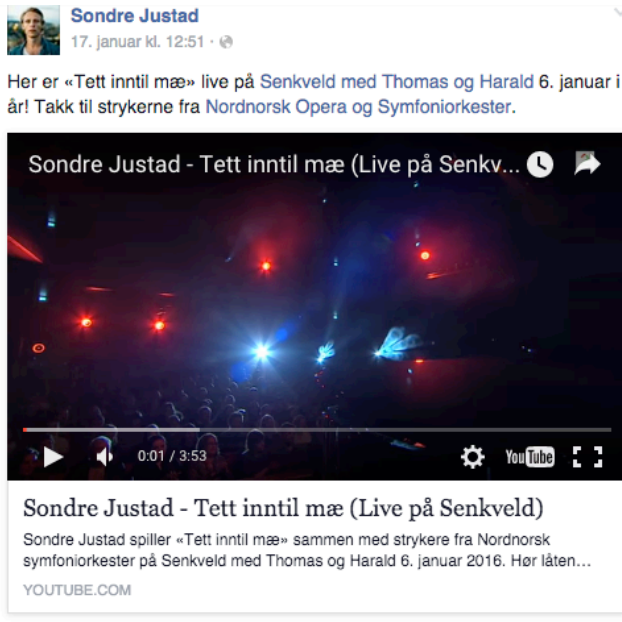 Sondre Justad
17. januar kl. 12:51 ·
Her er «Tett inntil mæ» live på Senkveld med Thomas og Harald 6. januar i
år! Takk til strykerne fra Nordnorsk Opera og Symfoniorkester.
Sondre Justad - Tett inntil mæ (Live på Senkv...
0:01 / 3:53
YouTube
Sondre Justad - Tett inntil mæ (Live på Senkveld)
Sondre Justad spiller «Tett inntil mæ» sammen med strykere fra Nordnorsk
symfoniorkester på Senkveld med Thomas og Harald 6. januar 2016. Hør låten...
YOUTUBE.COM